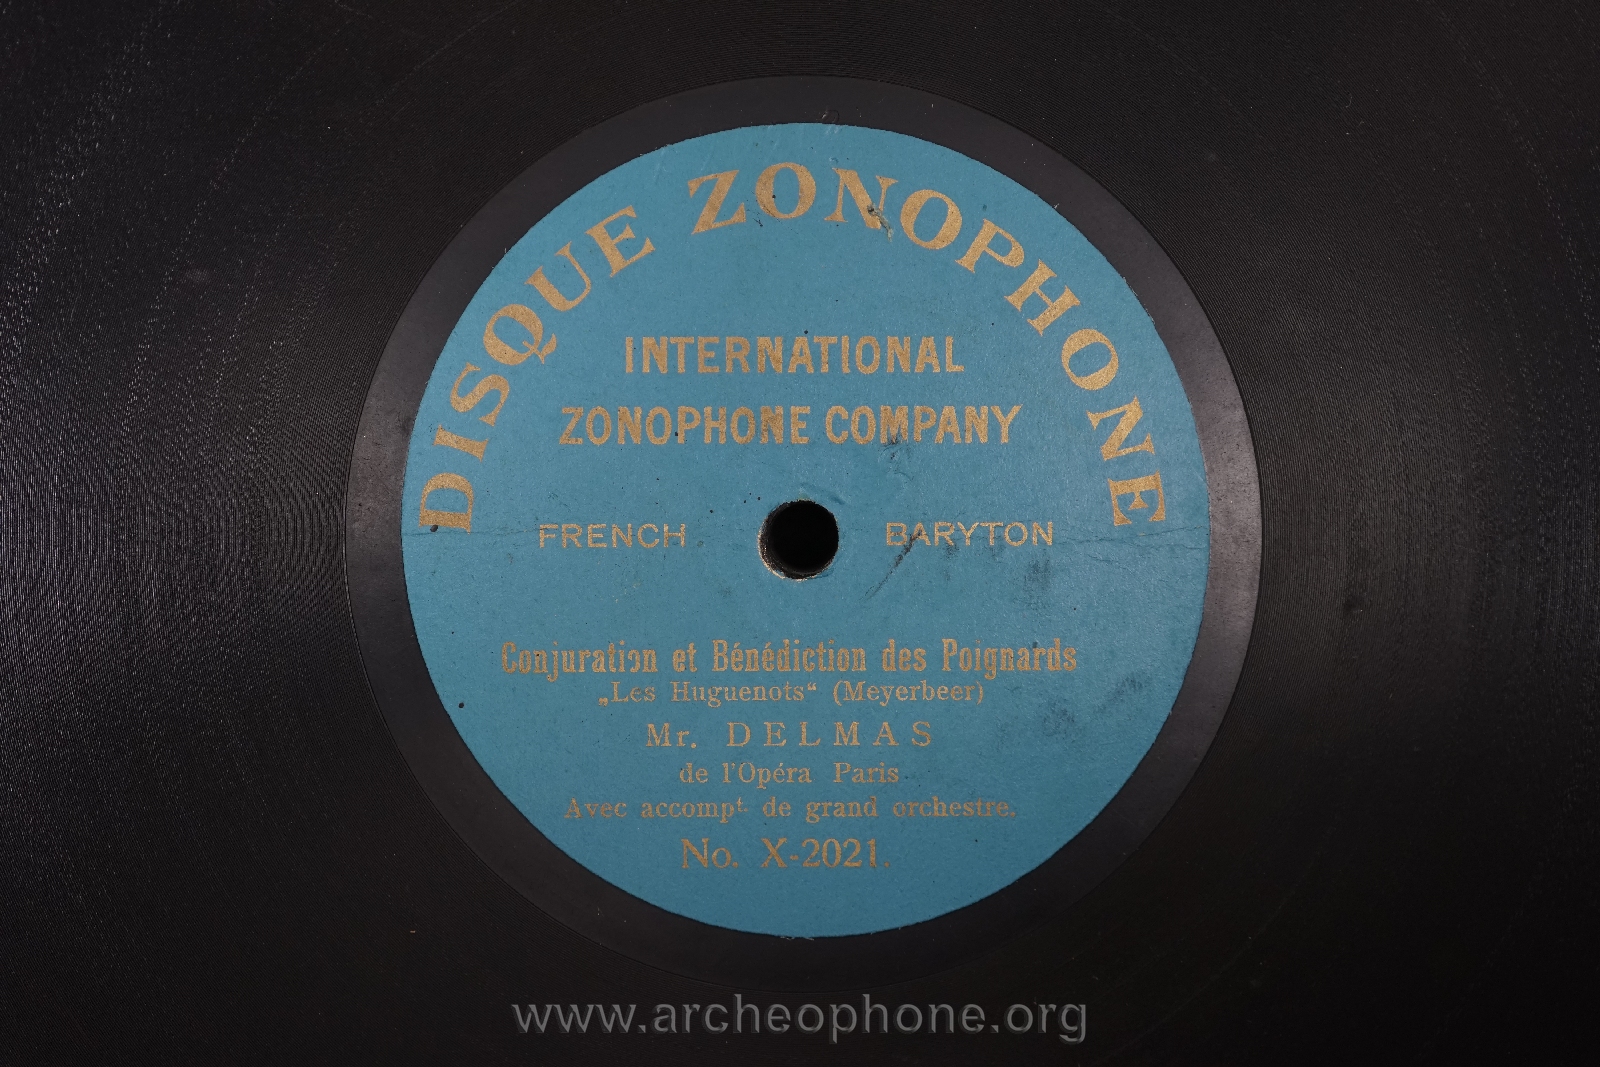 DISQUE ZONOPHONE
INTERNATIONAL
ZONOPHONE COMPANY
FRENCH BARYTON
Conjuration et Bénédiction des Poignards
„Les Huguenots“ (Meyerbeer)
Mr. DELMAS
de l'Opéra Paris
Avec accompt. de grand orchestre.
No. X-2021.
www.archeophone.org